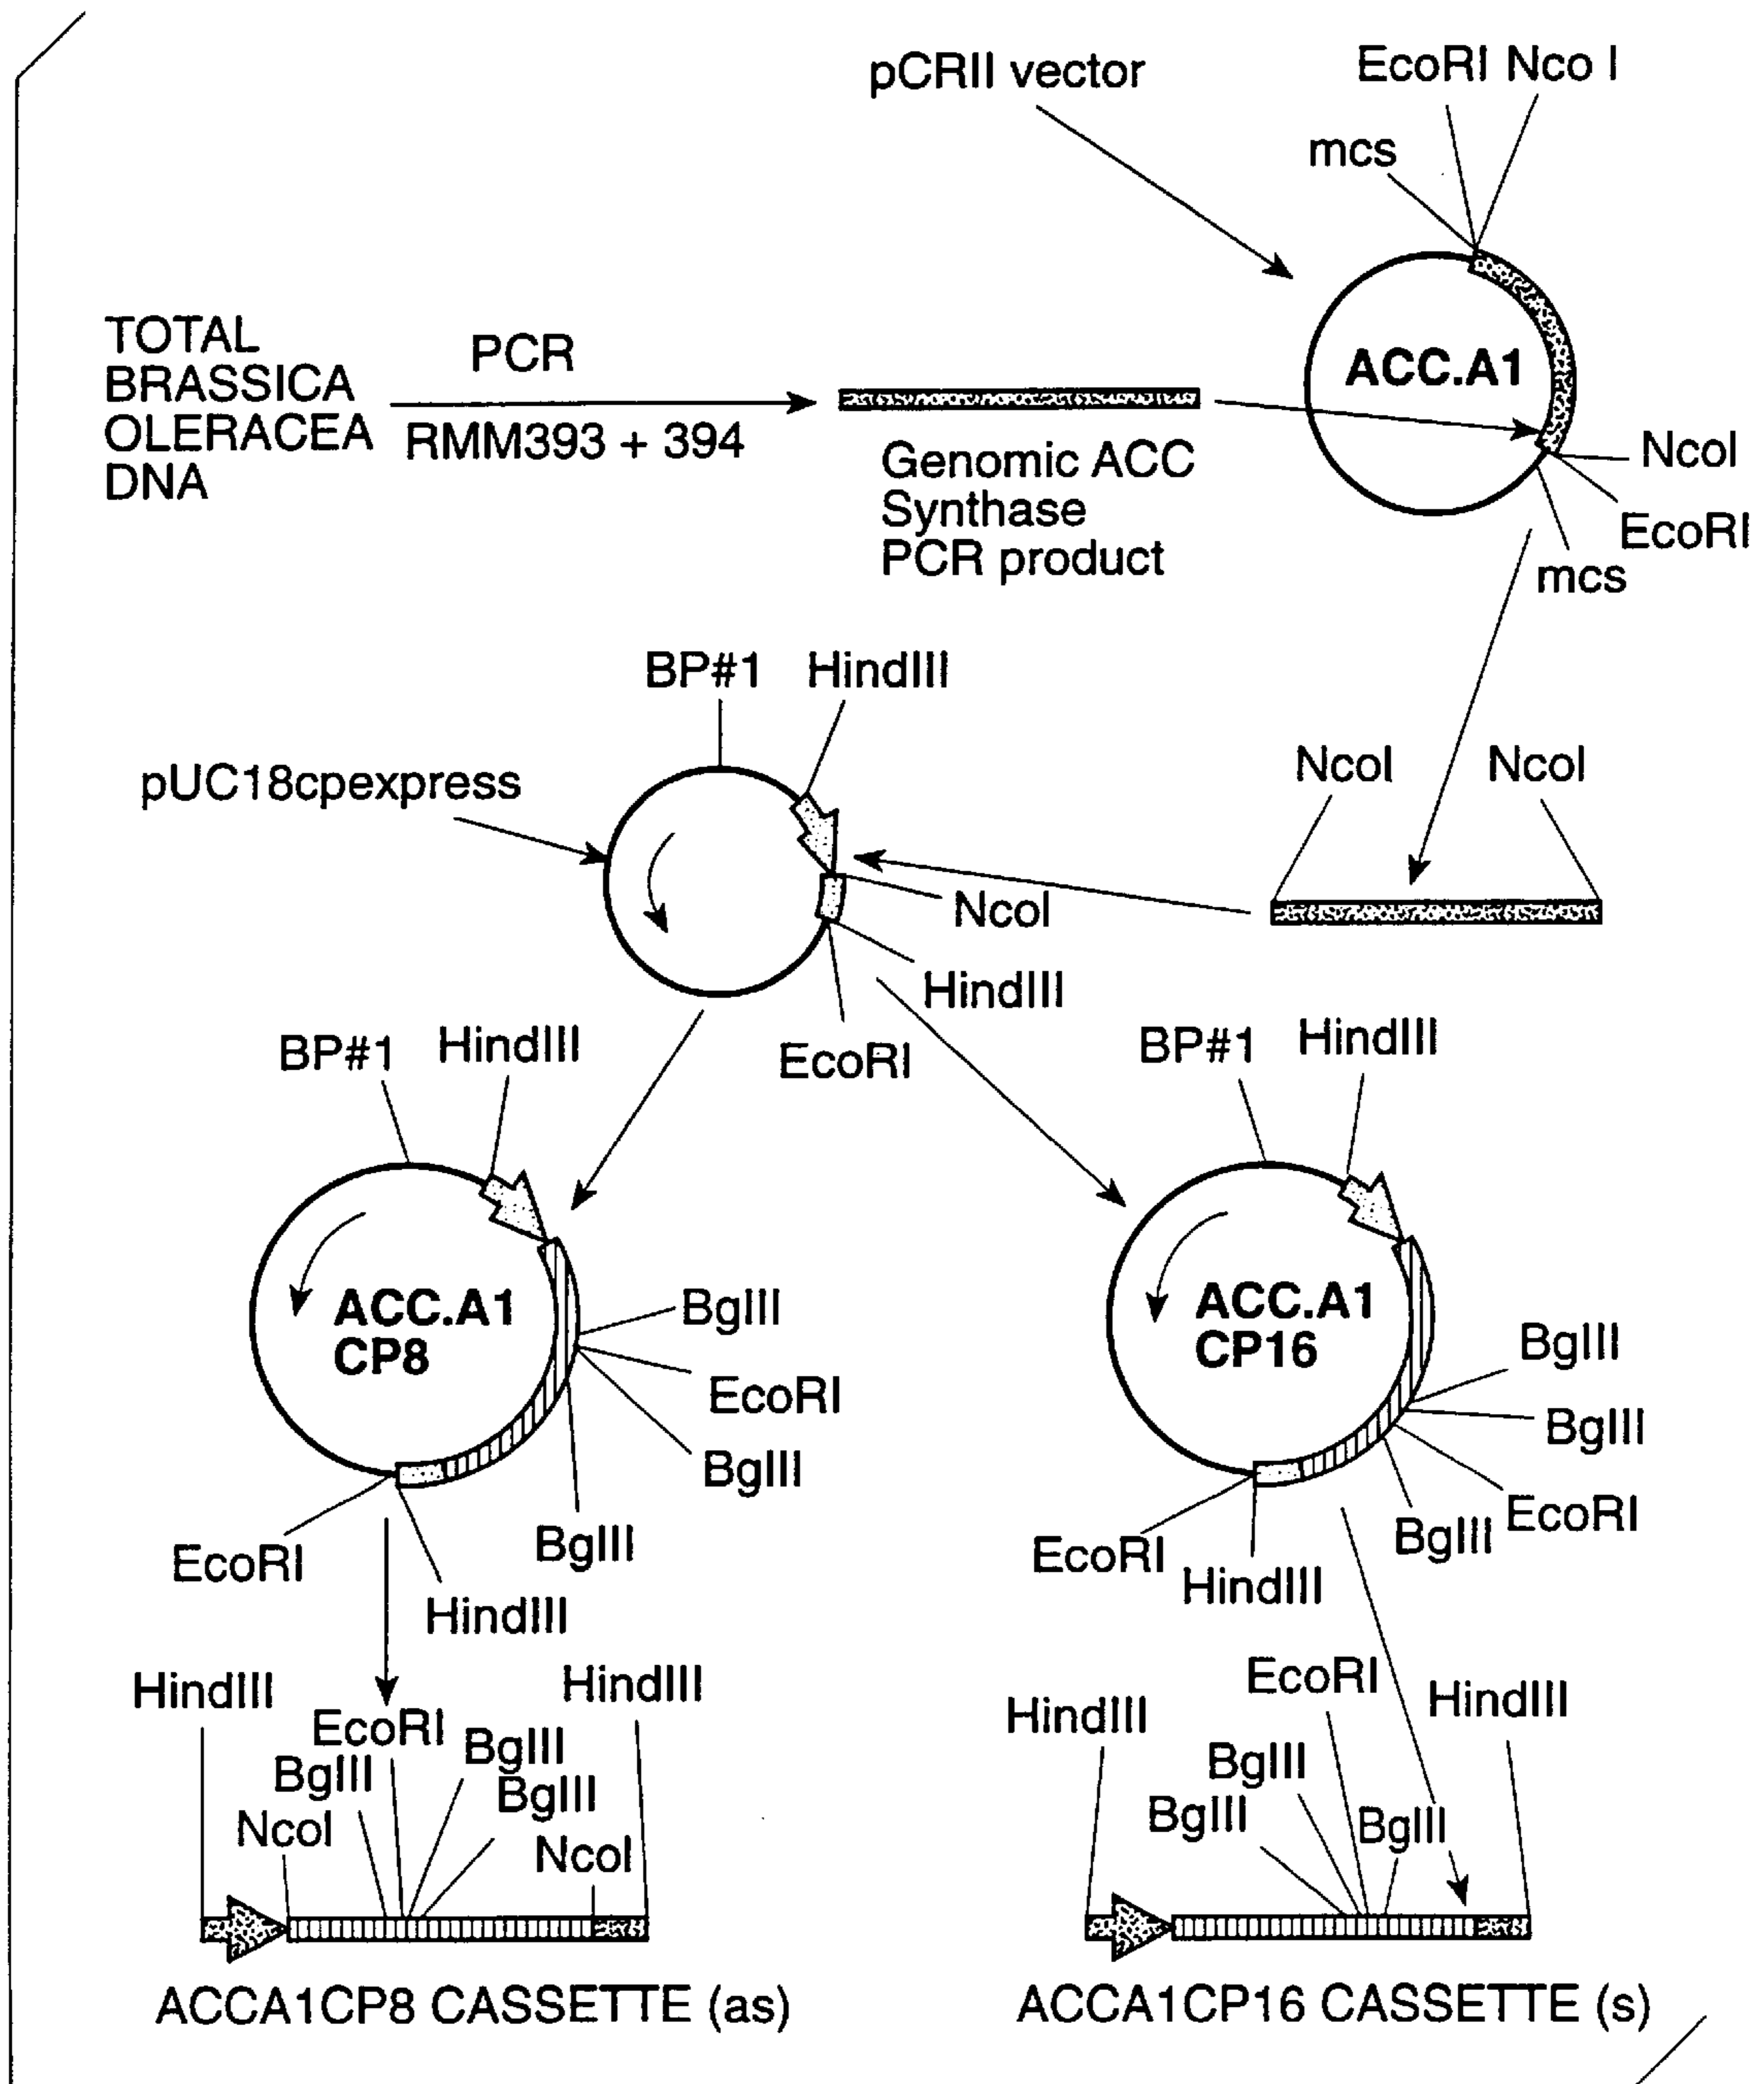 pCRII vector
EcoRI Nco I
mcs
TOTAL
BRASSICA
OLERACEA
DNA
PCR
RMM393 + 394
Genomic ACC
Synthase
PCR product
ACC.A1
NcoI
EcoRI
mcs
BP#1
HindIII
pUC18cpexpress
NcoI
HindIII
EcoRI
NcoI
NcoI
BP#1
HindIII
ACC.A1
CP8
BglII
EcoRI
BglII
BglII
EcoRI
HindIII
BP#1
HindIII
ACC.A1
CP16
BglII
BglII
EcoRI
BglII
EcoRI
HindIII
HindIII
HindIII
EcoRI
BglII
BglII
BglII
NcoI
NcoI
ACCA1CP8 CASSETTE (as)
EcoRI
HindIII
HindIII
BglII
BglII
BglII
ACCA1CP16 CASSETTE (s)